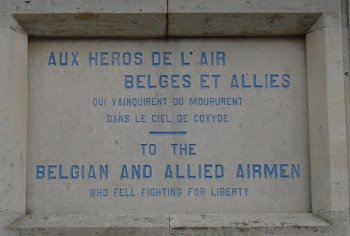 AUX HEROS DE L'AIR
BELGES ET ALLIES
QUI VAINQUIRENT OU MOURURENT
DANS LE CIEL DE COXYDE
TO THE
BELGIAN AND ALLIED AIRMEN
WHO FELL FIGHTING FOR LIBERTY